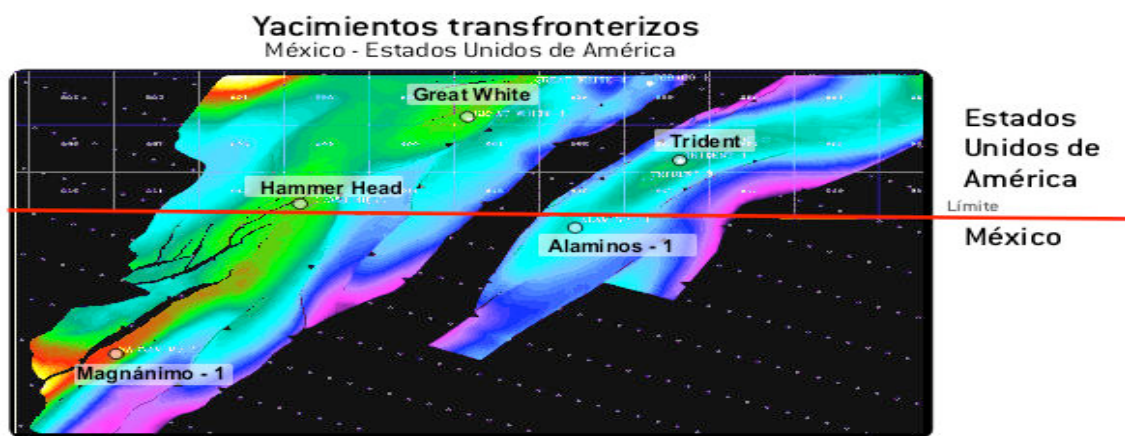 Yacimientos transfronterizos
México - Estados Unidos de América
Great White
Trident
Estados
Unidos de
América
Hammer Head
Límite
Alaminos - 1
México
Magnánimo - 1